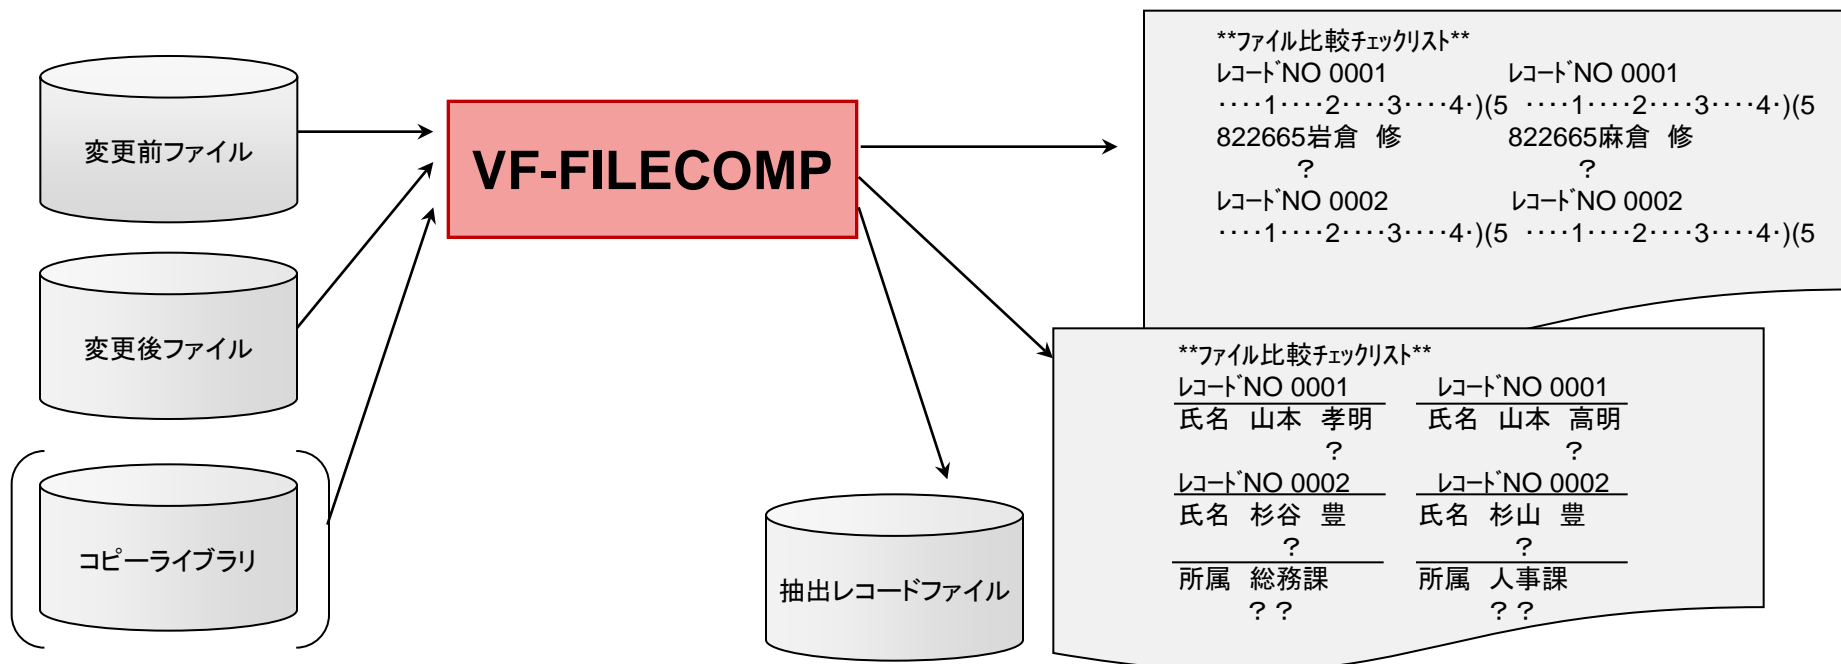 変更前ファイル
変更後ファイル
コピーライブラリ
VF-FILECOMP
抽出レコードファイル
**ファイル比較チェックリスト**
ﾚｺｰﾄﾞNO 0001 ﾚｺｰﾄﾞNO 0001
････1････2････3････4･)(5 ････1････2････3････4･)(5
822665岩倉　修 822665麻倉　修
？ ？
ﾚｺｰﾄﾞNO 0002 ﾚｺｰﾄﾞNO 0002
････1････2････3････4･)(5 ････1････2････3････4･)(5
**ファイル比較チェックリスト**
ﾚｺｰﾄﾞNO 0001 ﾚｺｰﾄﾞNO 0001
氏名　山本　孝明 氏名　山本　高明
？ ？
ﾚｺｰﾄﾞNO 0002 ﾚｺｰﾄﾞNO 0002
氏名　杉谷　豊 氏名　杉山　豊
？ ？
所属　総務課 所属　人事課
？？ ？？